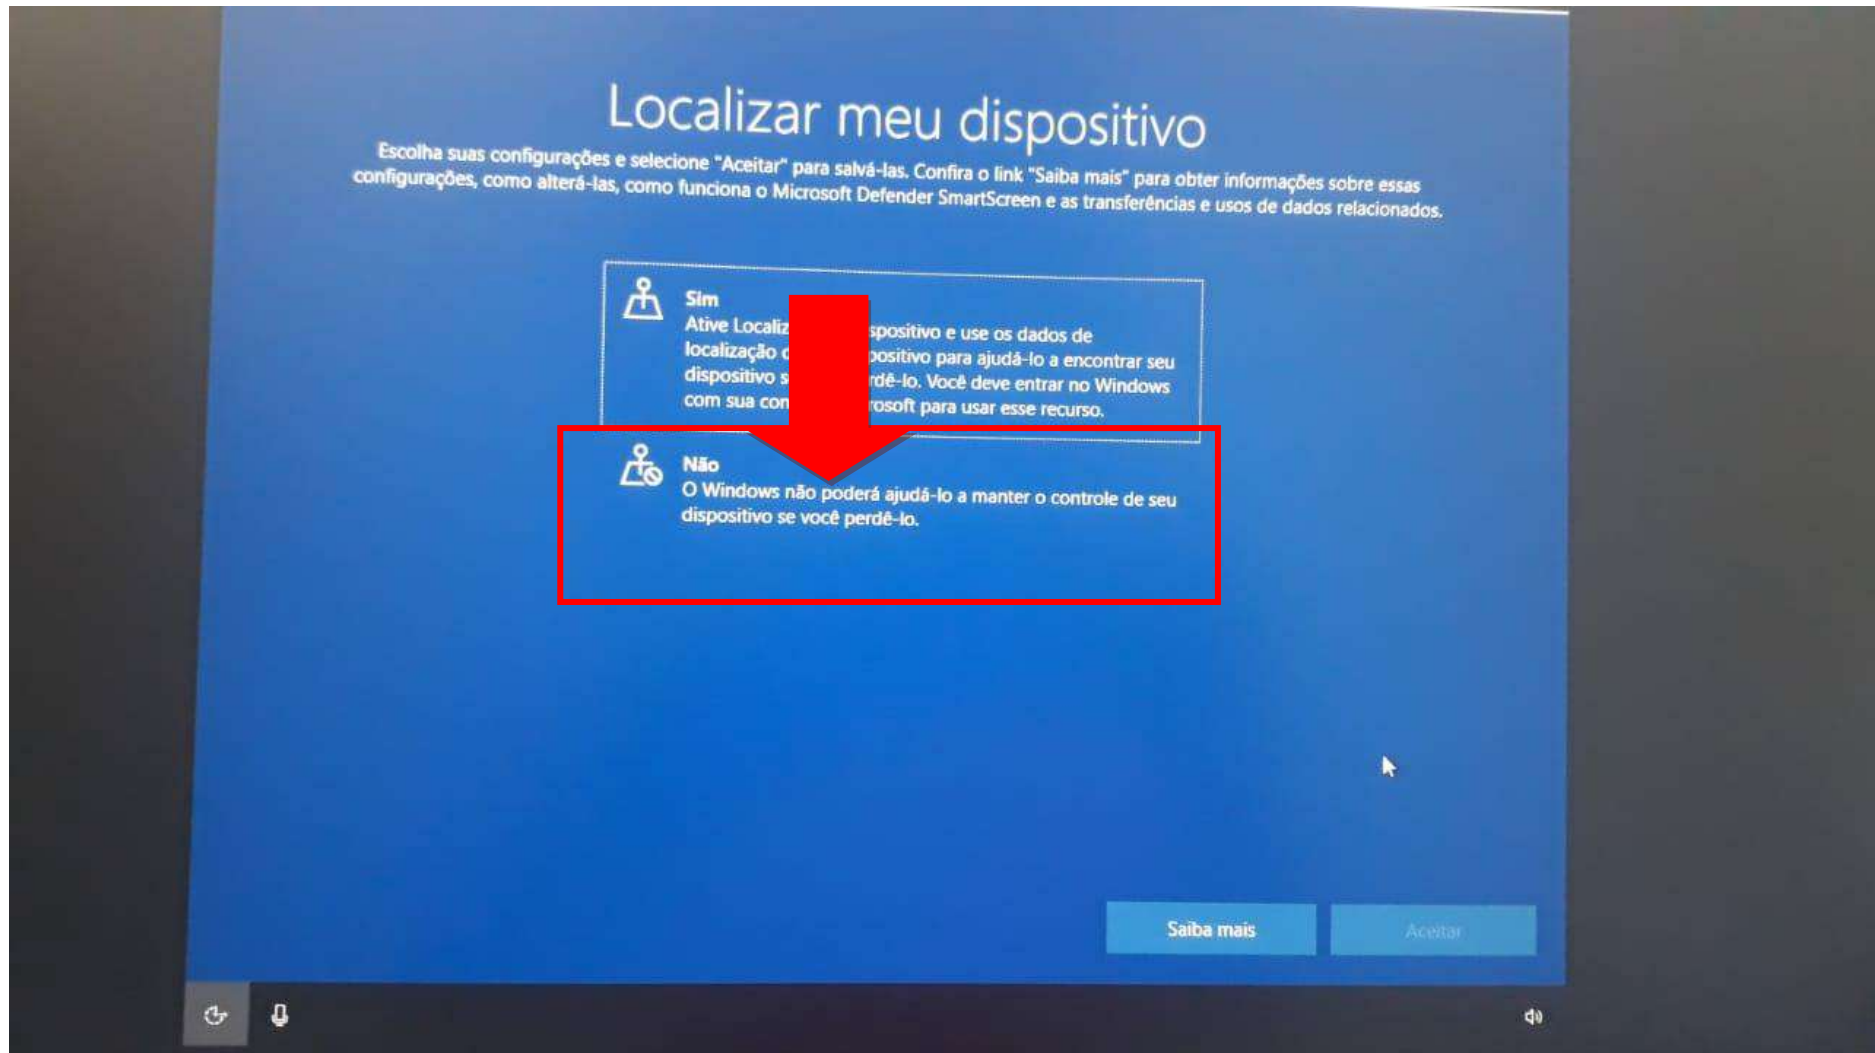 Localizar meu dispositivo
Escolha suas configurações e selecione "Aceitar" para salvá-las. Confira o link "Saiba mais" para obter informações sobre essas
configurações, como alterá-las, como funciona o Microsoft Defender SmartScreen e as transferências e usos de dados relacionados.
Sim
Ative Localiz spositivo e use os dados de
localização positivo para ajudá-lo a encontrar seu
dispositivo rdê-lo. Você deve entrar no Windows
com sua con rosoft para usar esse recurso.
Não
O Windows não poderá ajudá-lo a manter o controle de seu
dispositivo se você perdê-lo.
Saiba mais
Aceitar